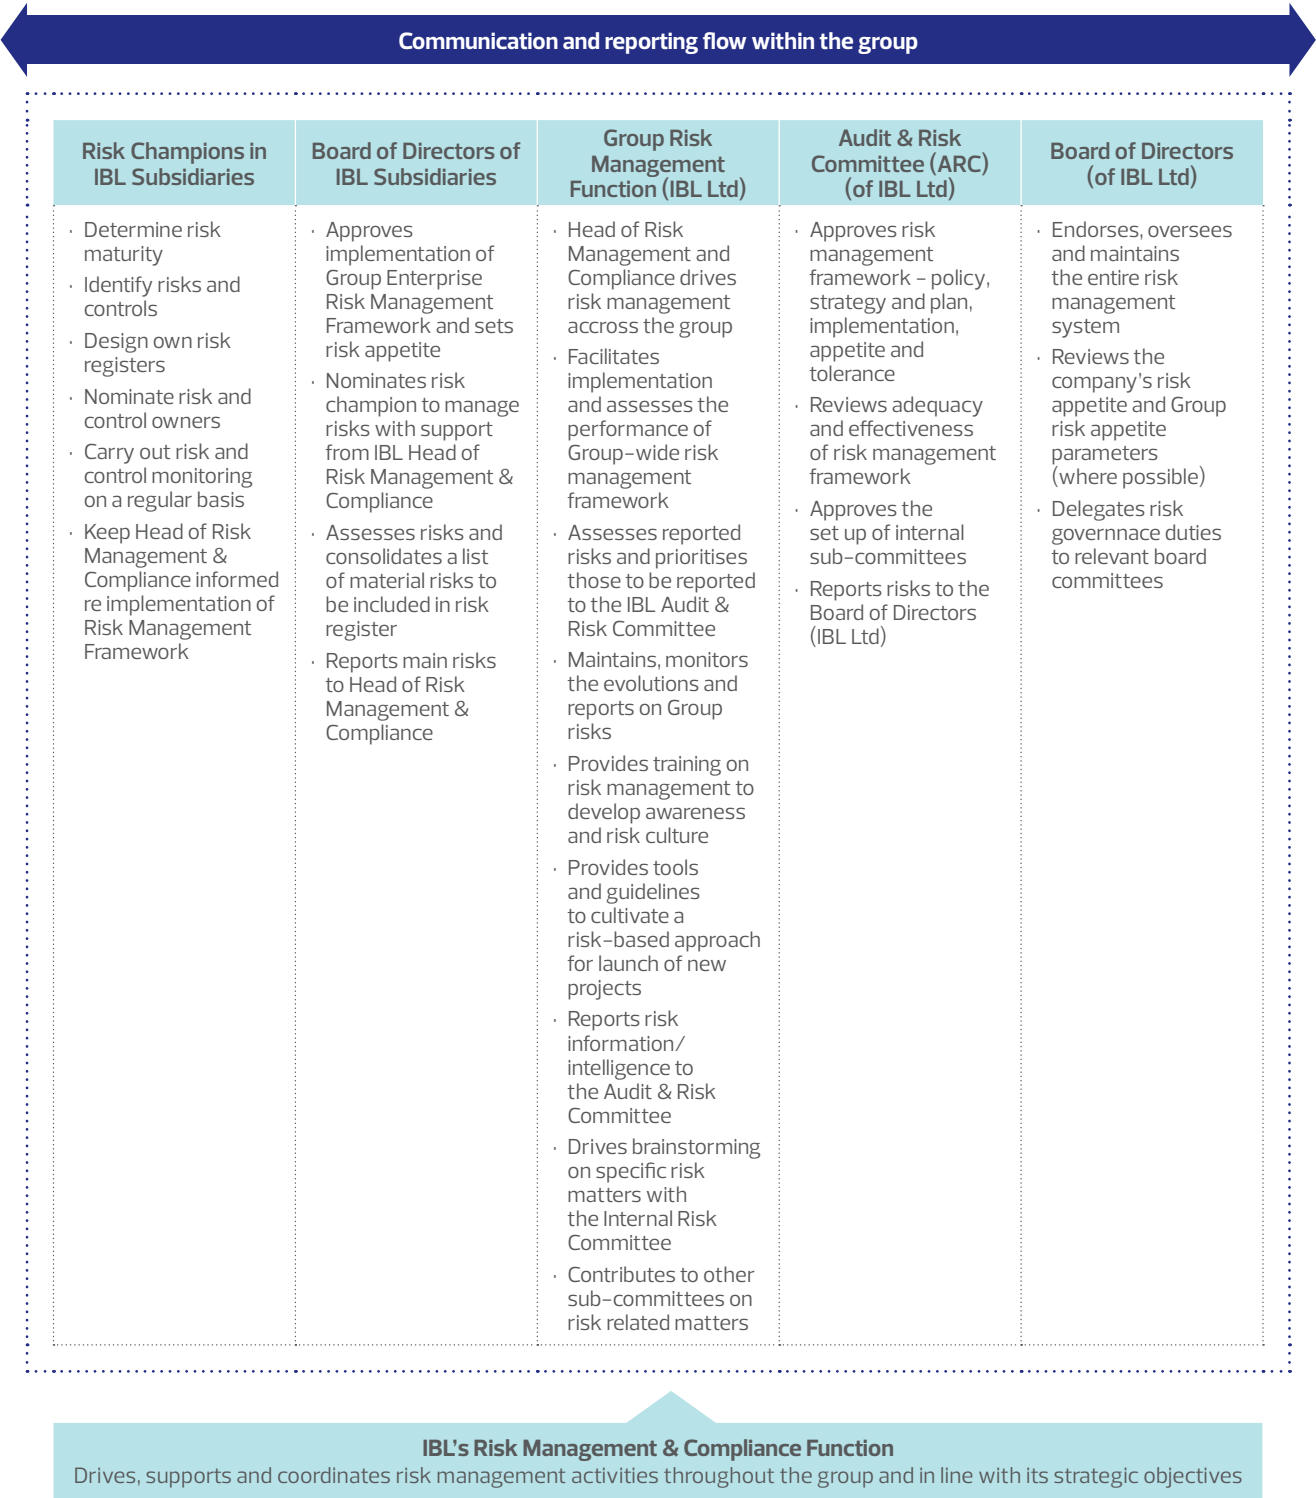 Communication and reporting flow within the group
Risk Champions in
IBL Subsidiaries
Board of Directors of
IBL Subsidiaries
Group Risk
Management
Function (IBL Ltd)
Audit & Risk
Committee (ARC)
(of IBL Ltd)
Board of Directors
(of IBL Ltd)
· Determine risk
maturity
· Identify risks and
controls
· Design own risk
registers
· Nominate risk and
control owners
· Carry out risk and
control monitoring
on a regular basis
· Keep Head of Risk
Management &
Compliance informed
re implementation of
Risk Management
Framework
· Approves
implementation of
Group Enterprise
Risk Management
Framework and sets
risk appetite
· Nominates risk
champion to manage
risks with support
from IBL Head of
Risk Management &
Compliance
· Assesses risks and
consolidates a list
of material risks to
be included in risk
register
· Reports main risks
to Head of Risk
Management &
Compliance
· Head of Risk
Management and
Compliance drives
risk management
accross the group
· Facilitates
implementation
and assesses the
performance of
Group-wide risk
management
framework
· Assesses reported
risks and prioritises
those to be reported
to the IBL Audit &
Risk Committee
· Maintains, monitors
the evolutions and
reports on Group
risks
· Provides training on
risk management to
develop awareness
and risk culture
· Provides tools
and guidelines
to cultivate a
risk-based approach
for launch of new
projects
· Reports risk
information/
intelligence to
the Audit & Risk
Committee
· Drives brainstorming
on specific risk
matters with
the Internal Risk
Committee
· Contributes to other
sub-committees on
risk related matters
· Approves risk
management
framework - policy,
strategy and plan,
implementation,
appetite and
tolerance
· Reviews adequacy
and effectiveness
of risk management
framework
· Approves the
set up of internal
sub-committees
· Reports risks to the
Board of Directors
(IBL Ltd)
· Endorses, oversees
and maintains
the entire risk
management
system
· Reviews the
company's risk
appetite and Group
risk appetite
parameters
(where possible)
· Delegates risk
governnace duties
to relevant board
committees
IBL's Risk Management & Compliance Function
Drives, supports and coordinates risk management activities throughout the group and in line with its strategic objectives